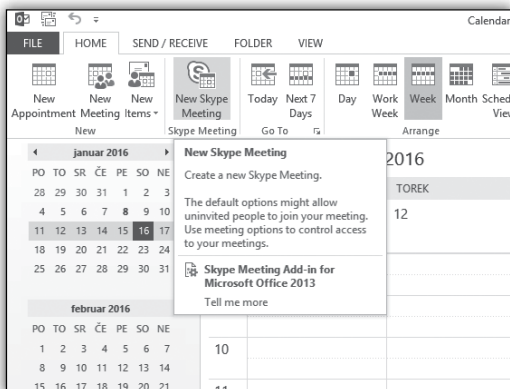 Calendar
FILE HOME SEND / RECEIVE FOLDER VIEW
New Appointment
New Meeting
New Items
New Skype Meeting
Today
Next 7 Days
Day
Work Week
Week
Month
New
Skype Meeting
Go To
Arrange
januar 2016
PO TO SR ČE PE SO NE
28 29 30 31 1 2 3
4 5 6 7 8 9 10
11 12 13 14 15 16 17
18 19 20 21 22 23 24
25 26 27 28 29 30 31
februar 2016
PO TO SR ČE PE SO NE
1 2 3 4 5 6 7
8 9 10 11 12 13 14
15 16 17 18 19 20 21
New Skype Meeting
Create a new Skype Meeting.
The default options might allow
uninvited people to join your meeting.
Use meeting options to control access
to your meetings.
Skype Meeting Add-in for
Microsoft Office 2013
Tell me more
2016
TOREK
12
10